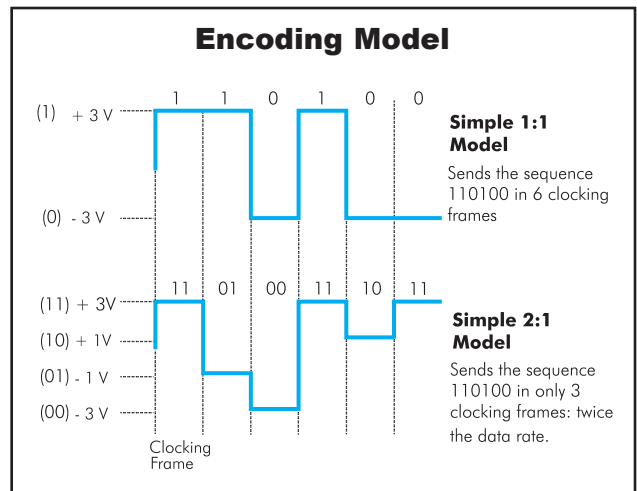 Encoding Model
1 1 0 1 0 0
(1) + 3 V
(0) - 3 V
Simple 1:1
Model
Sends the sequence
110100 in 6 clocking
frames
11 01 00 11 10 11
(11) + 3V
(10) + 1V
(01) - 1 V
(00) - 3 V
Clocking
Frame
Simple 2:1
Model
Sends the sequence
110100 in only 3
clocking frames: twice
the data rate.